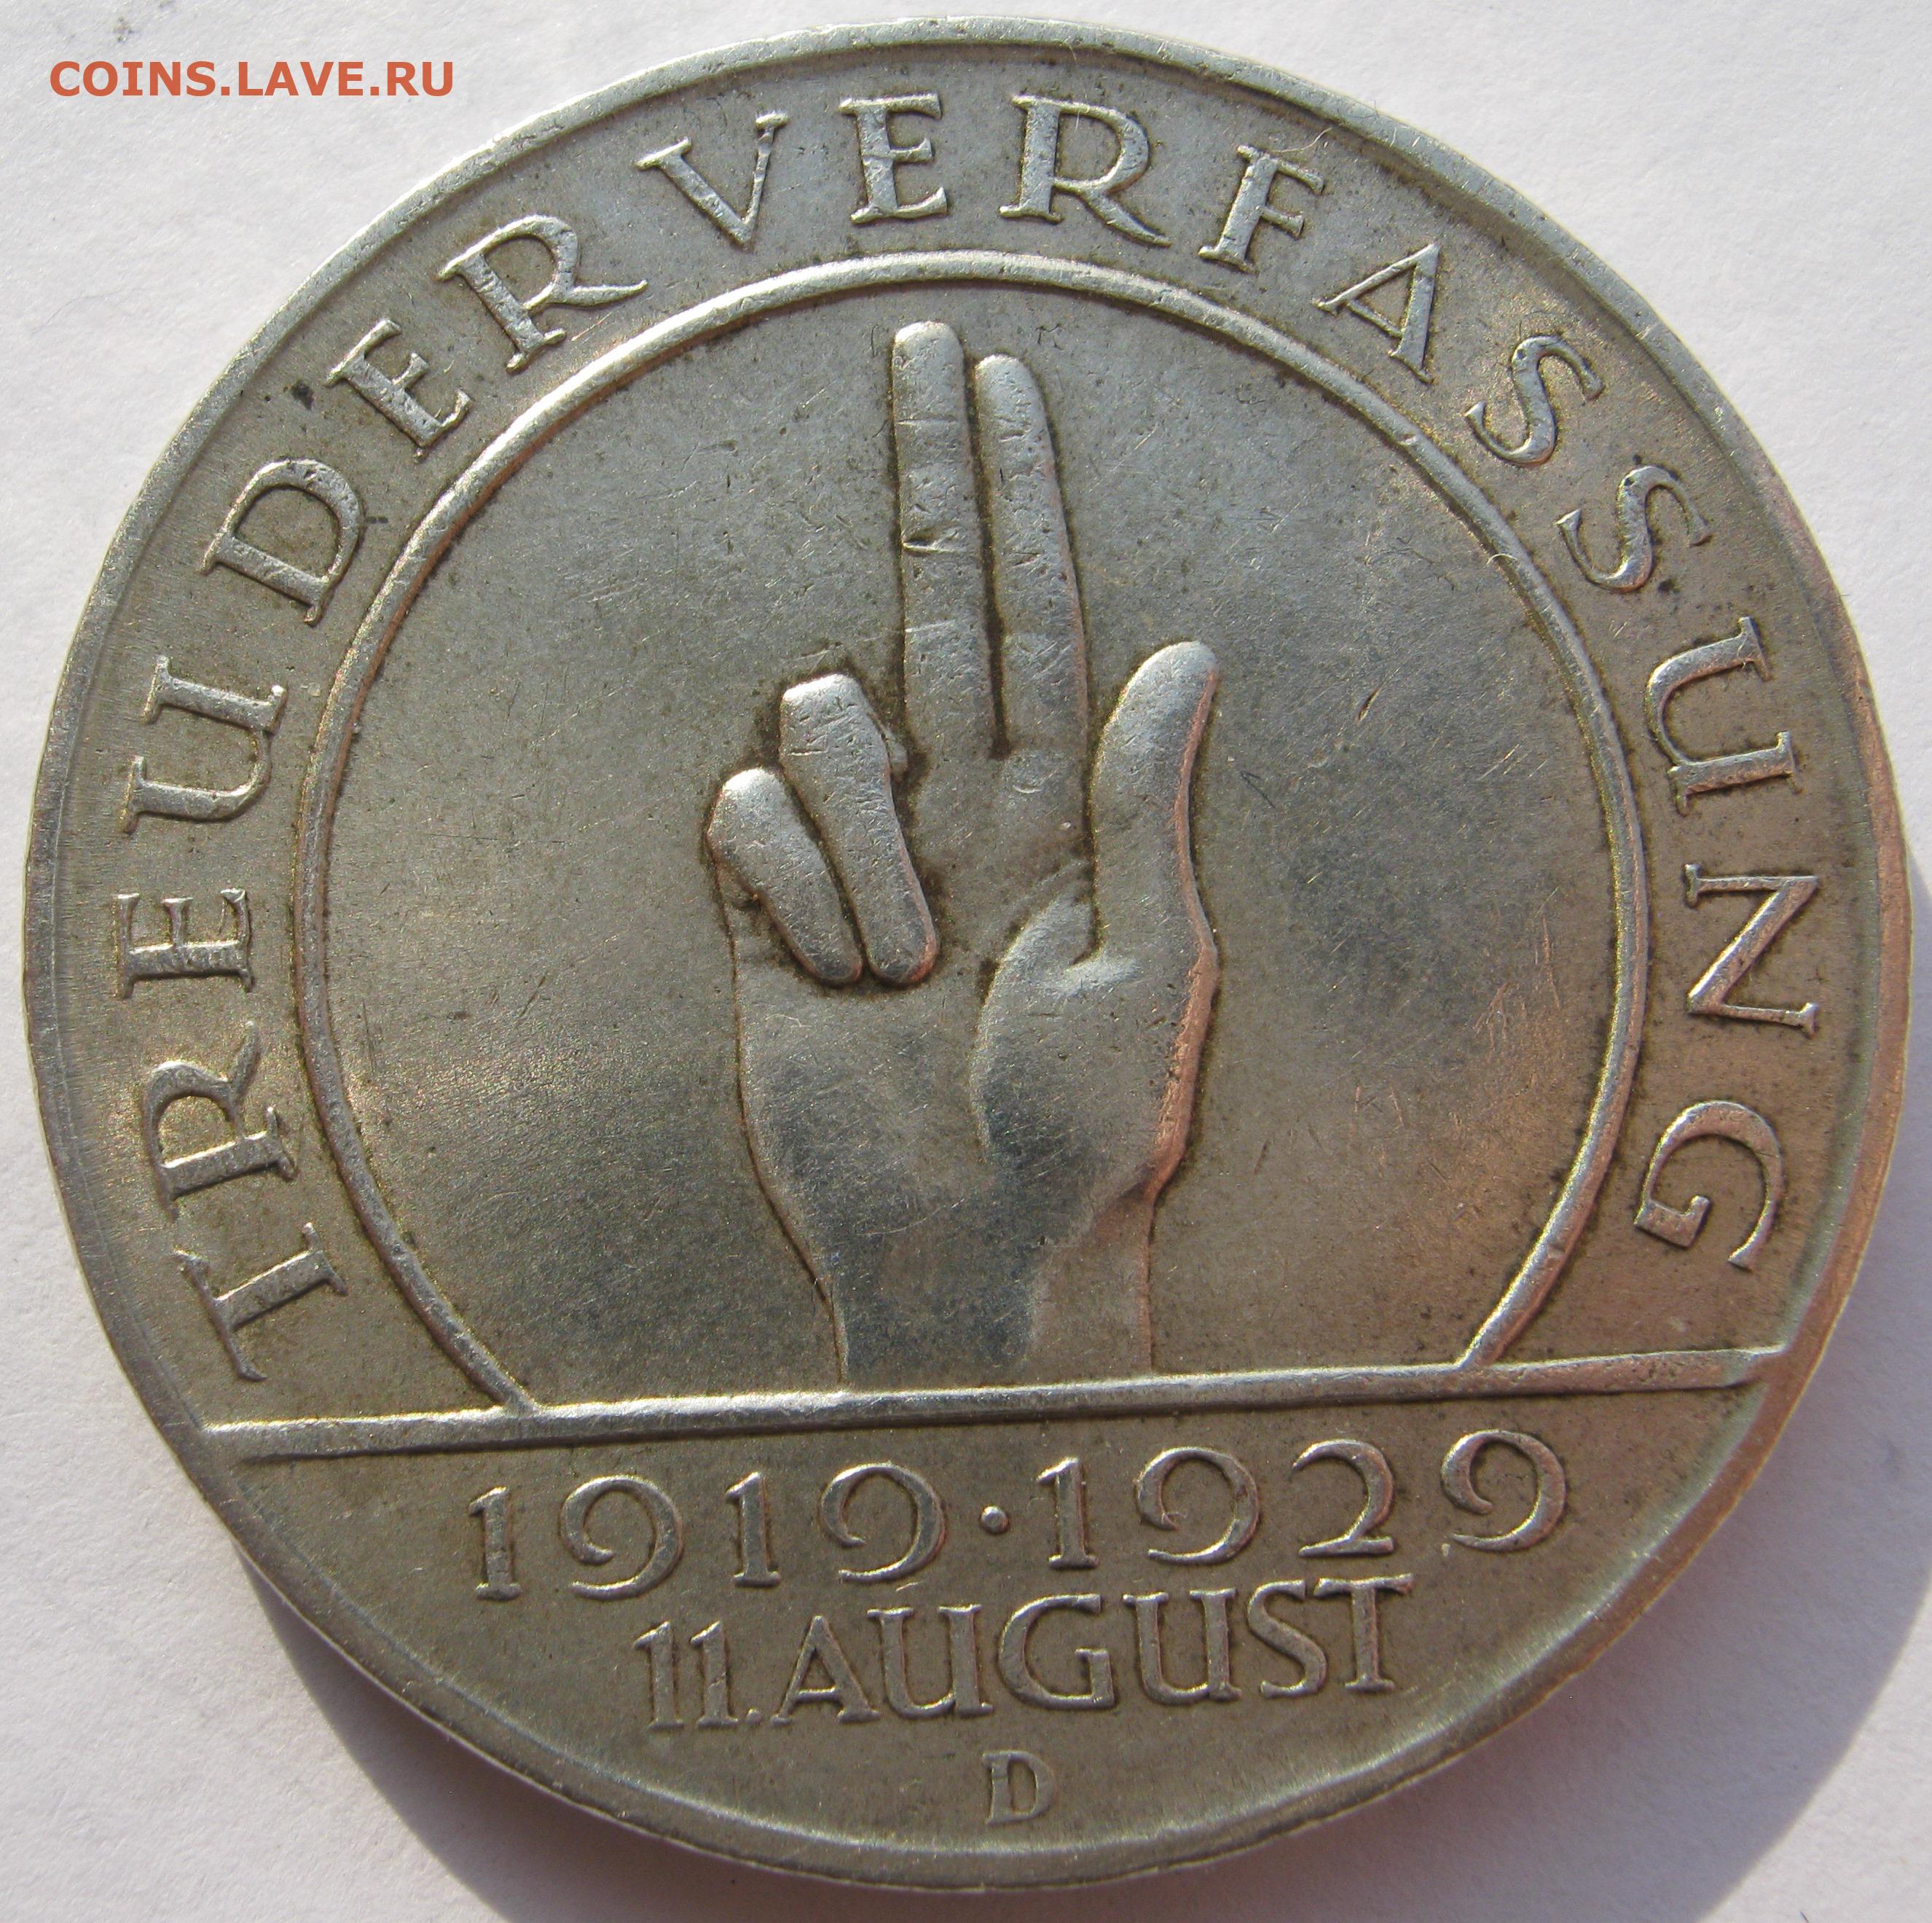 COINS.LAVE.RU
TREU DER VERFASSUNG
1919·1929
11.AUGUST
D